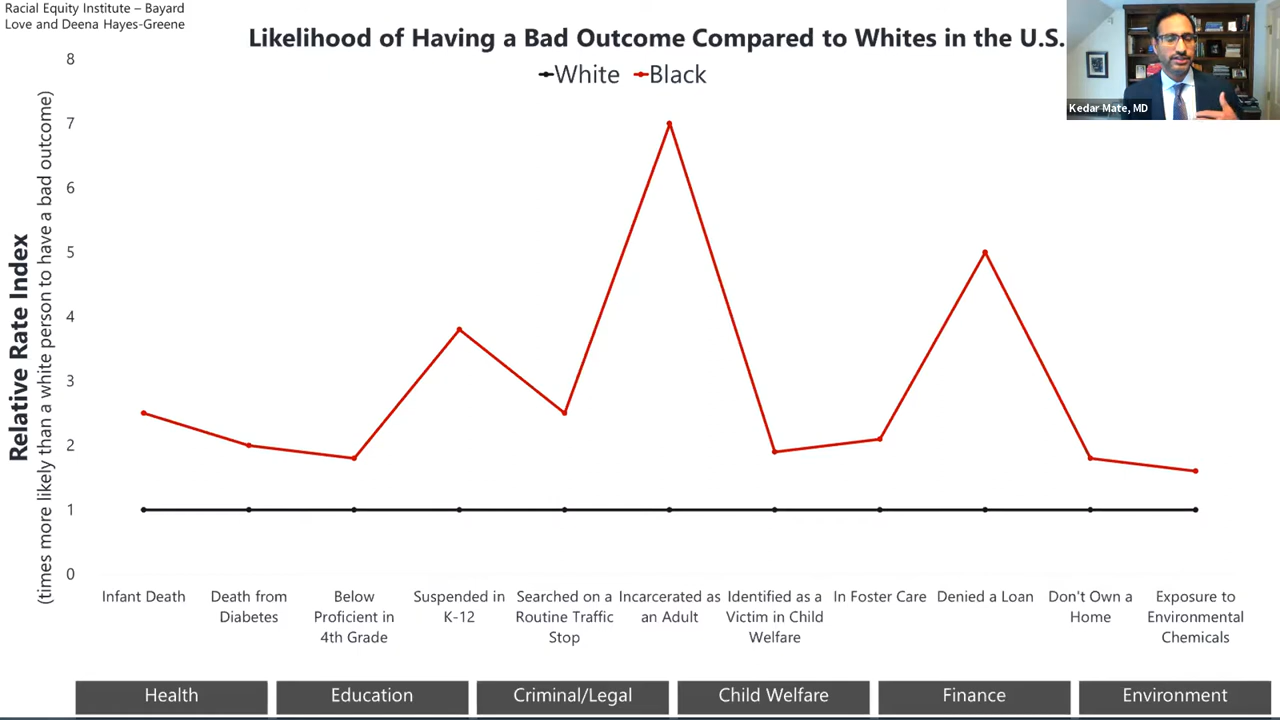 Racial Equity Institute – Bayard
Love and Deena Hayes-Greene
Likelihood of Having a Bad Outcome Compared to Whites in the U.S.
White Black
Kedar Mate, MD
Relative Rate Index
(times more likely than a white person to have a bad outcome)
8
7
6
5
4
3
2
1
0
Infant Death
Death from
Diabetes
Below
Proficient in
4th Grade
Suspended in
K-12
Searched on a
Routine Traffic
Stop
Incarcerated as
an Adult
Identified as a
Victim in Child
Welfare
In Foster Care
Denied a Loan
Don't Own a
Home
Exposure to
Environmental
Chemicals
Health
Education
Criminal/Legal
Child Welfare
Finance
Environment